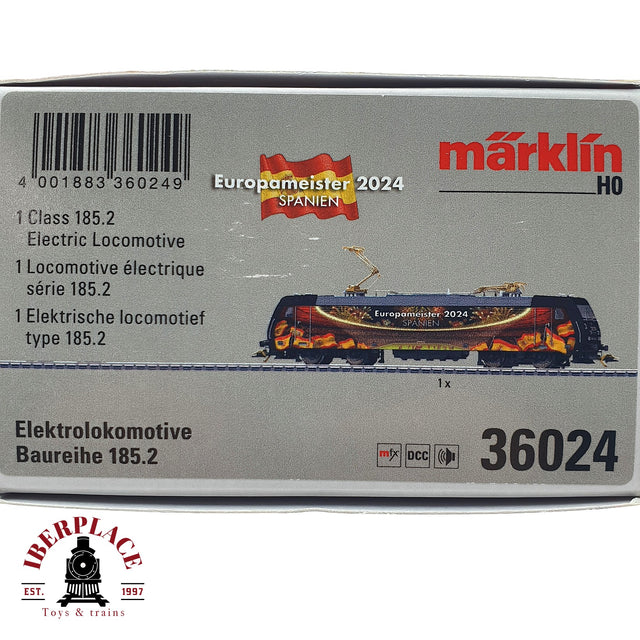 4 001883 360249
Europameister 2024
SPANIEN
märklin
H0
1 Class 185.2
Electric Locomotive
1 Locomotive électrique
série 185.2
1 Elektrische locomotief
type 185.2
Europameister 2024
SPANIEN
1 x
Elektrolokomotive
Baureihe 185.2
mfx
DCC
36024
IBERPLACE
EST. 1997
Toys & trains